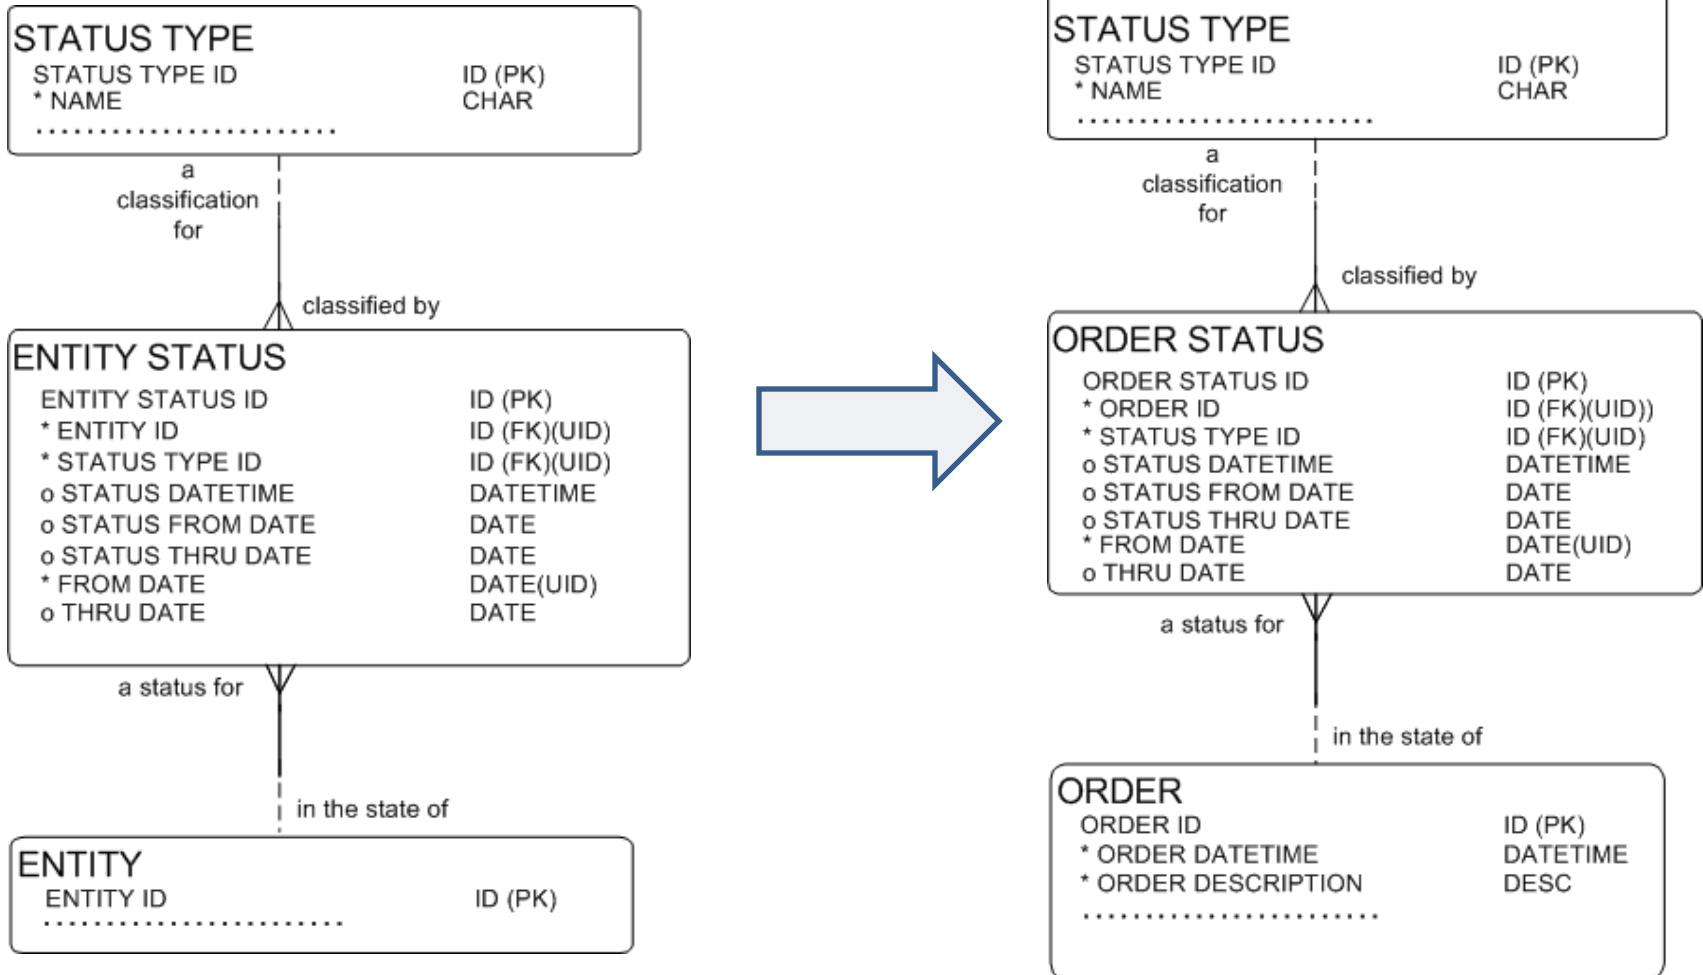 STATUS TYPE
STATUS TYPE ID ID (PK)
* NAME CHAR
........................
a
classification
for
classified by
ENTITY STATUS
ENTITY STATUS ID ID (PK)
* ENTITY ID ID (FK)(UID)
* STATUS TYPE ID ID (FK)(UID)
o STATUS DATETIME DATETIME
o STATUS FROM DATE DATE
o STATUS THRU DATE DATE
* FROM DATE DATE(UID)
o THRU DATE DATE
a status for
in the state of
ENTITY
ENTITY ID ID (PK)
........................
STATUS TYPE
STATUS TYPE ID ID (PK)
* NAME CHAR
........................
a
classification
for
classified by
ORDER STATUS
ORDER STATUS ID ID (PK)
* ORDER ID ID (FK)(UID))
* STATUS TYPE ID ID (FK)(UID)
o STATUS DATETIME DATETIME
o STATUS FROM DATE DATE
o STATUS THRU DATE DATE
* FROM DATE DATE(UID)
o THRU DATE DATE
a status for
in the state of
ORDER
ORDER ID ID (PK)
* ORDER DATETIME DATETIME
* ORDER DESCRIPTION DESC
........................